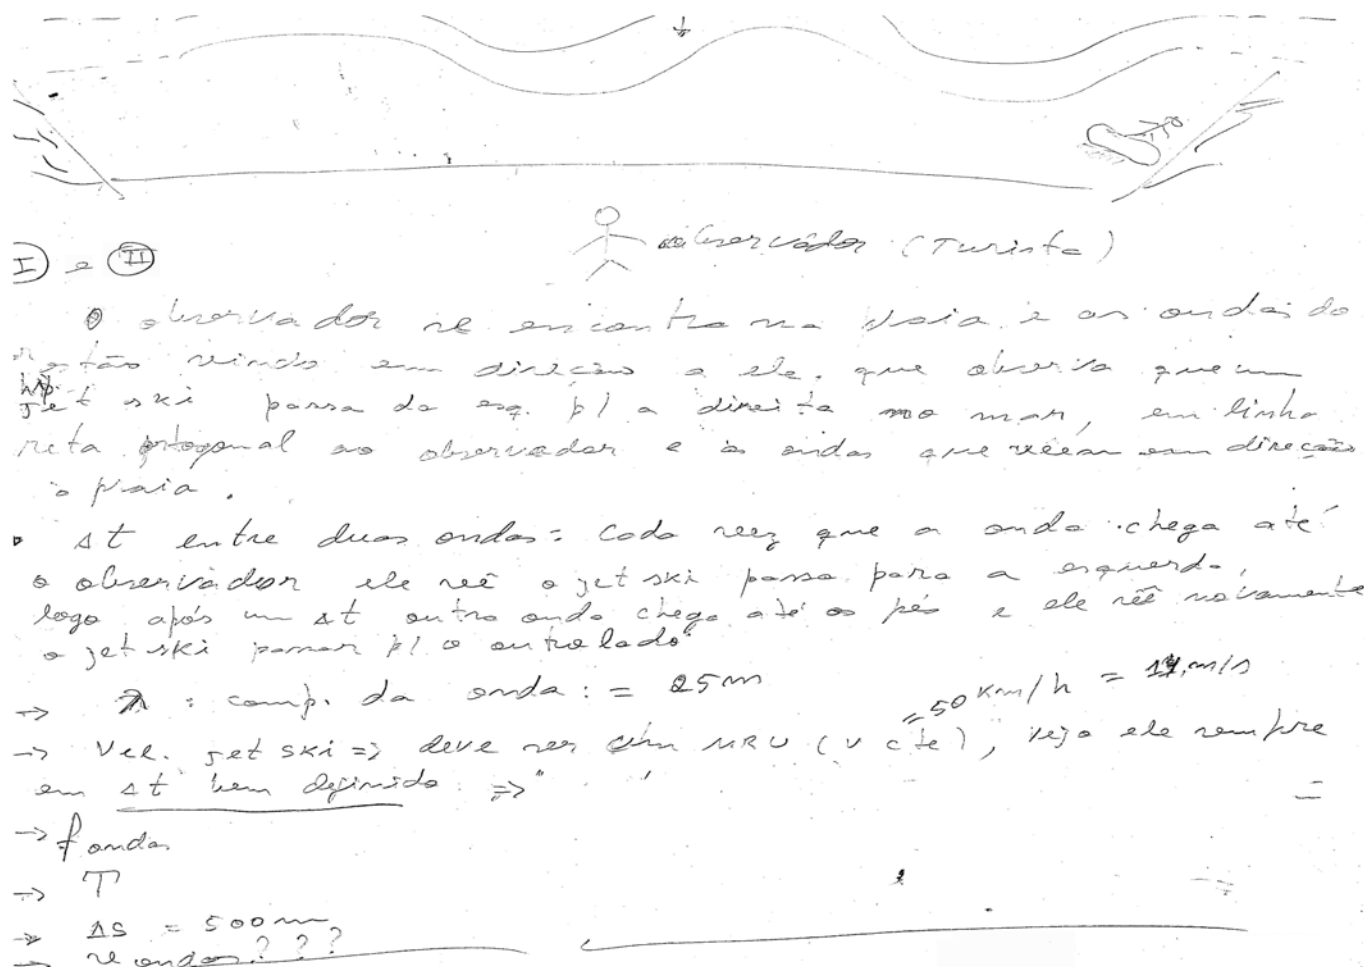 observador (Turista)
I e II
O observador se encontra na praia e as ondas do
estão vindo em direção a ele, que observa que um
jet ski passa da esq. p/ a direita no mar, em linha
reta ortogonal ao observador e às ondas que vêem em direção
à praia.
Δt entre duas ondas: Cada vez que a onda chega até
o observador ele vê o jet ski passa para a esquerda,
logo após um Δt outra onda chega até os pés e ele vê novamente
o jet ski passar p/ o outro lado"
→ λ : comp. da onda : = 25m
= 50 Km/h = 14, m/s
→ Vel. jet ski => deve ser um MRU (v cte), veja ele sempre
em Δt bem definido =>"
→ f ondas
→ T
→ ΔS = 500m
→ ondas???